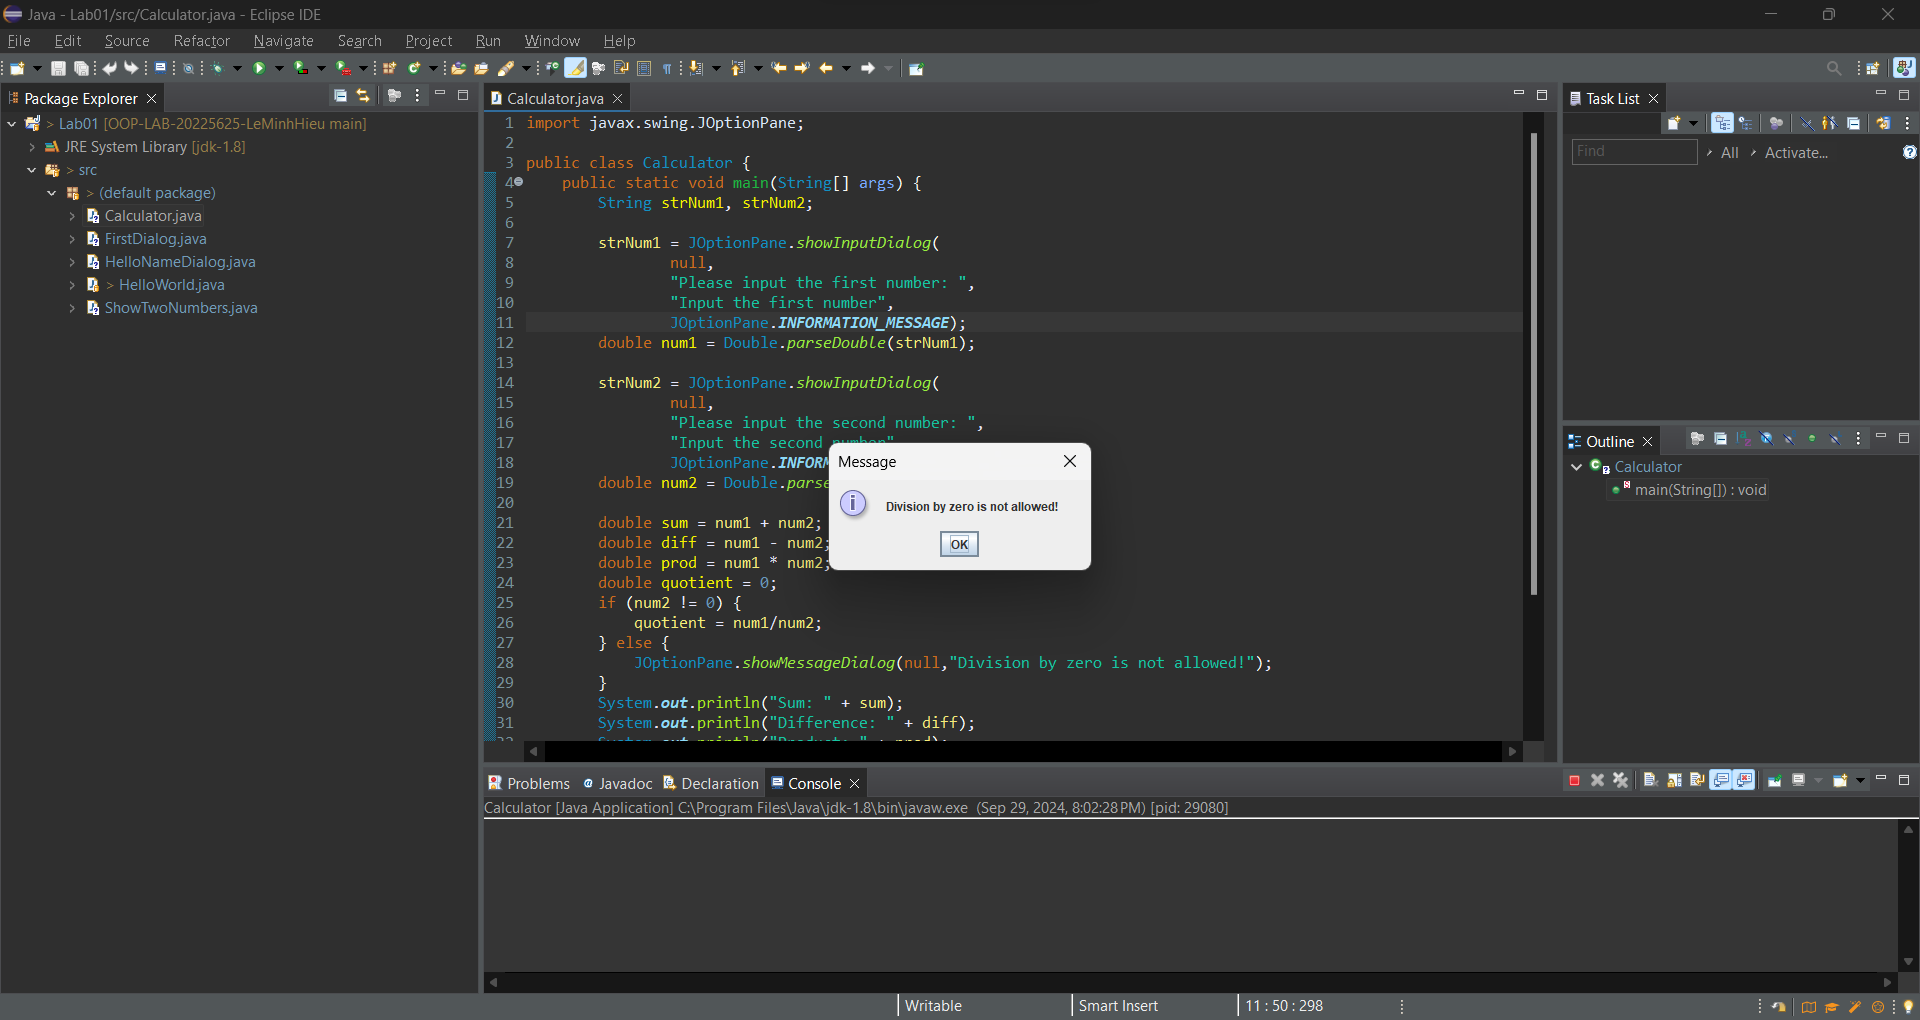 Java - Lab01/src/Calculator.java - Eclipse IDE
File Edit Source Refactor Navigate Search Project Run Window Help
Package Explorer
> Lab01 [OOP-LAB-20225625-LeMinhHieu main]
JRE System Library [jdk-1.8]
> src
> (default package)
Calculator.java
FirstDialog.java
HelloNameDialog.java
> HelloWorld.java
ShowTwoNumbers.java
Calculator.java
1 import javax.swing.JOptionPane;
2
3 public class Calculator {
4 public static void main(String[] args) {
5 String strNum1, strNum2;
6
7 strNum1 = JOptionPane.showInputDialog(
8 null,
9 "Please input the first number: ",
10 "Input the first number",
11 JOptionPane.INFORMATION_MESSAGE);
12 double num1 = Double.parseDouble(strNum1);
13
14 strNum2 = JOptionPane.showInputDialog(
15 null,
16 "Please input the second number: ",
17 "Input the second number"
18 JOptionPane.INFORM
19 double num2 = Double.parse
20
21 double sum = num1 + num2;
22 double diff = num1 - num2;
23 double prod = num1 * num2;
24 double quotient = 0;
25 if (num2 != 0) {
26 quotient = num1/num2;
27 } else {
28 JOptionPane.showMessageDialog(null,"Division by zero is not allowed!");
29 }
30 System.out.println("Sum: " + sum);
31 System.out.println("Difference: " + diff);
Message
Division by zero is not allowed!
OK
Task List
Find
All
Activate...
Outline
Calculator
main(String[]) : void
Problems
Javadoc
Declaration
Console
Calculator [Java Application] C:\Program Files\Java\jdk-1.8\bin\javaw.exe (Sep 29, 2024, 8:02:28 PM) [pid: 29080]
Writable
Smart Insert
11 : 50 : 298